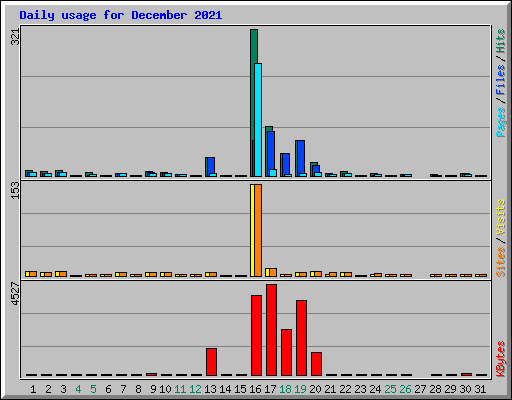 Daily usage for December 2021
321
Pages / Files / Hits
153
Sites / Visits
4527
KBytes
1 2 3 4 5 6 7 8 9 10 11 12 13 14 15 16 17 18 19 20 21 22 23 24 25 26 27 28 29 30 31